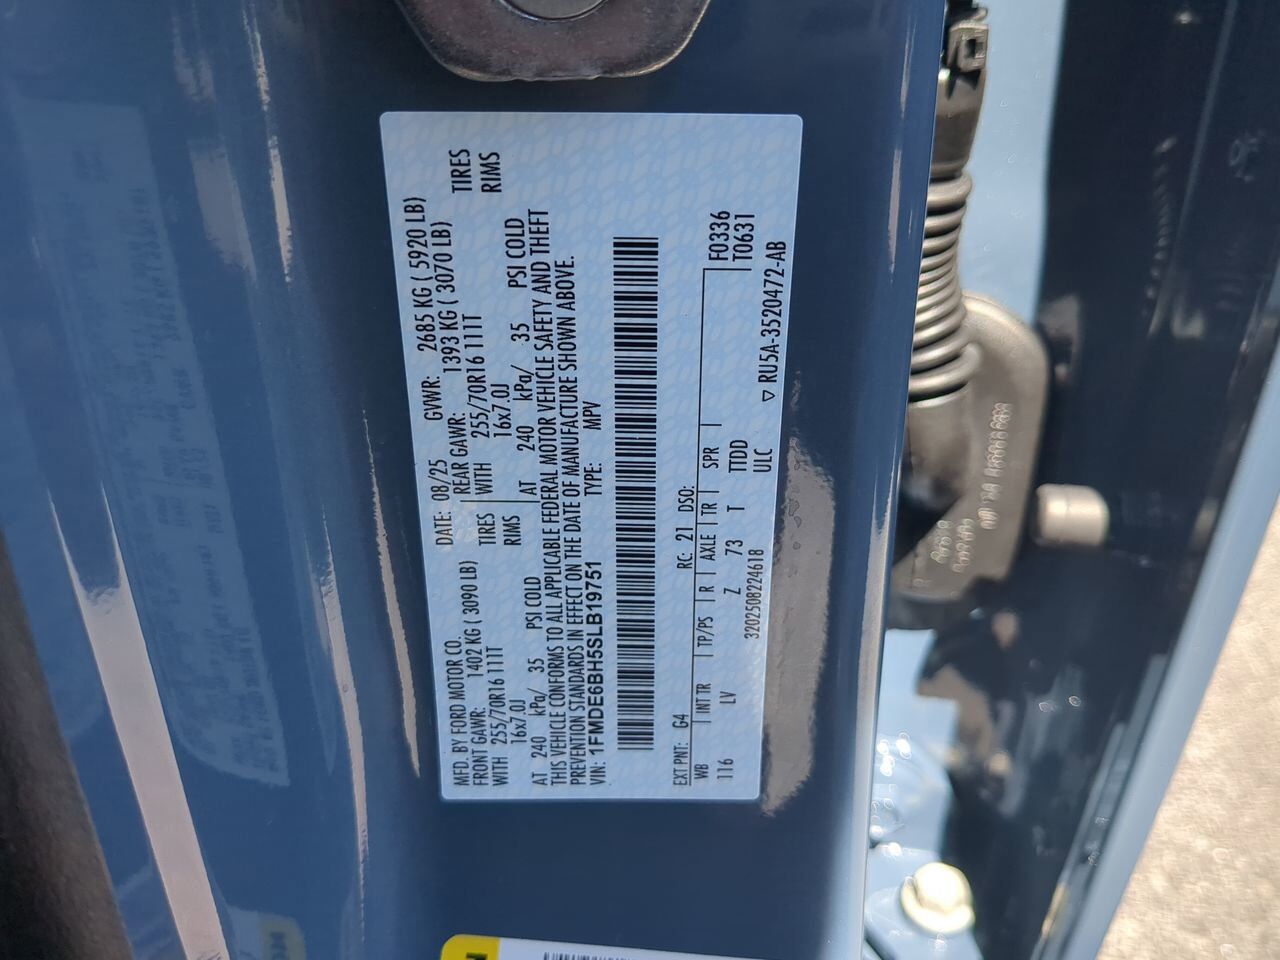 MFD. BY FORD MOTOR CO.
DATE: 08/25
GVWR: 2685 KG ( 5920 LB)
FRONT GAWR: 1402 KG ( 3090 LB)
REAR GAWR: 1393 KG ( 3070 LB)
WITH 255/70R16 111T TIRES
WITH 255/70R16 111T TIRES
16x7.0J RIMS
16x7.0J RIMS
AT 240 kPa/ 35 PSI COLD
AT 240 kPa/ 35 PSI COLD
THIS VEHICLE CONFORMS TO ALL APPLICABLE FEDERAL MOTOR VEHICLE SAFETY AND THEFT
PREVENTION STANDARDS IN EFFECT ON THE DATE OF MANUFACTURE SHOWN ABOVE.
VIN: 1FMDE6BH5SLB19751
TYPE: MPV
EXT PNT: G4
RC: 21
DSO:
F0336
WB | INT TR | TP/PS | R | AXLE | TR | SPR |
T0631
116 LV Z 73 T TTDD
ULC
▽ RU5A-3520472-AB
3202508224618